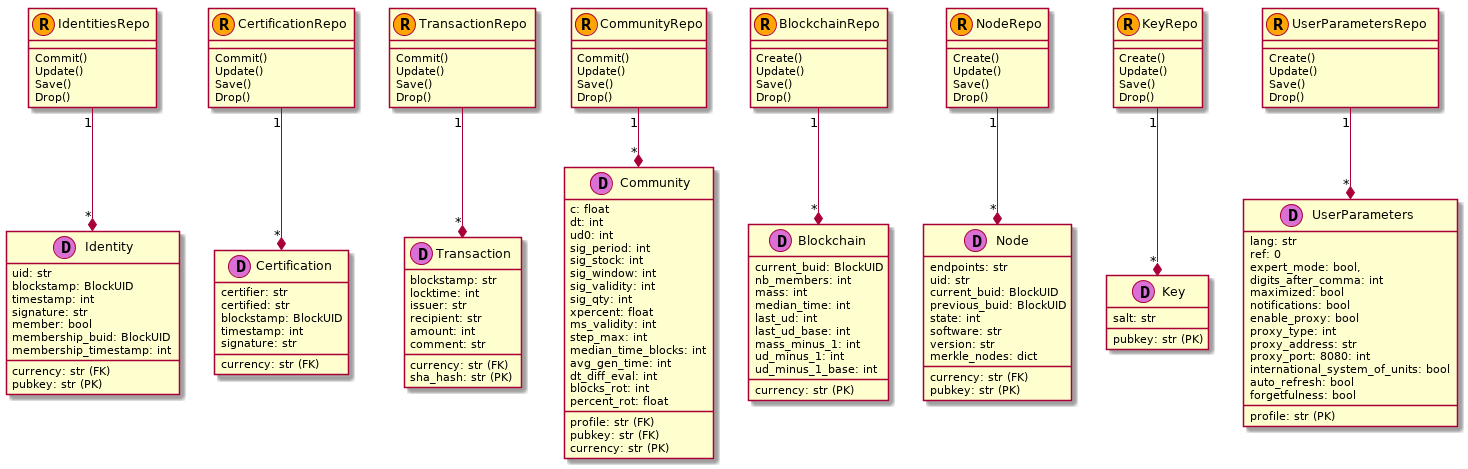 R IdentitiesRepo
Commit()
Update()
Save()
Drop()
1
*
D Identity
uid: str
blockstamp: BlockUID
timestamp: int
signature: str
member: bool
membership_buid: BlockUID
membership_timestamp: int
currency: str (FK)
pubkey: str (PK)
R CertificationRepo
Commit()
Update()
Save()
Drop()
1
*
D Certification
certifier: str
certified: str
blockstamp: BlockUID
timestamp: int
signature: str
currency: str (FK)
R TransactionRepo
Commit()
Update()
Save()
Drop()
1
*
D Transaction
blockstamp: str
locktime: int
issuer: str
recipient: str
amount: int
comment: str
currency: str (FK)
sha_hash: str (PK)
R CommunityRepo
Commit()
Update()
Save()
Drop()
1
*
D Community
c: float
dt: int
ud0: int
sig_period: int
sig_stock: int
sig_window: int
sig_validity: int
sig_qty: int
xpercent: float
ms_validity: int
step_max: int
median_time_blocks: int
avg_gen_time: int
dt_diff_eval: int
blocks_rot: int
percent_rot: float
profile: str (FK)
pubkey: str (FK)
currency: str (PK)
R BlockchainRepo
Create()
Update()
Save()
Drop()
1
*
D Blockchain
current_buid: BlockUID
nb_members: int
mass: int
median_time: int
last_ud: int
last_ud_base: int
mass_minus_1: int
ud_minus_1: int
ud_minus_1_base: int
currency: str (PK)
R NodeRepo
Create()
Update()
Save()
Drop()
1
*
D Node
endpoints: str
uid: str
current_buid: BlockUID
previous_buid: BlockUID
state: int
software: str
version: str
merkle_nodes: dict
currency: str (FK)
pubkey: str (PK)
R KeyRepo
Create()
Update()
Save()
Drop()
1
*
D Key
salt: str
pubkey: str (PK)
R UserParametersRepo
Create()
Update()
Save()
Drop()
1
*
D UserParameters
lang: str
ref: 0
expert_mode: bool,
digits_after_comma: int
maximized: bool
notifications: bool
enable_proxy: bool
proxy_type: int
proxy_address: str
proxy_port: 8080: int
international_system_of_units: bool
auto_refresh: bool
forgetfulness: bool
profile: str (PK)